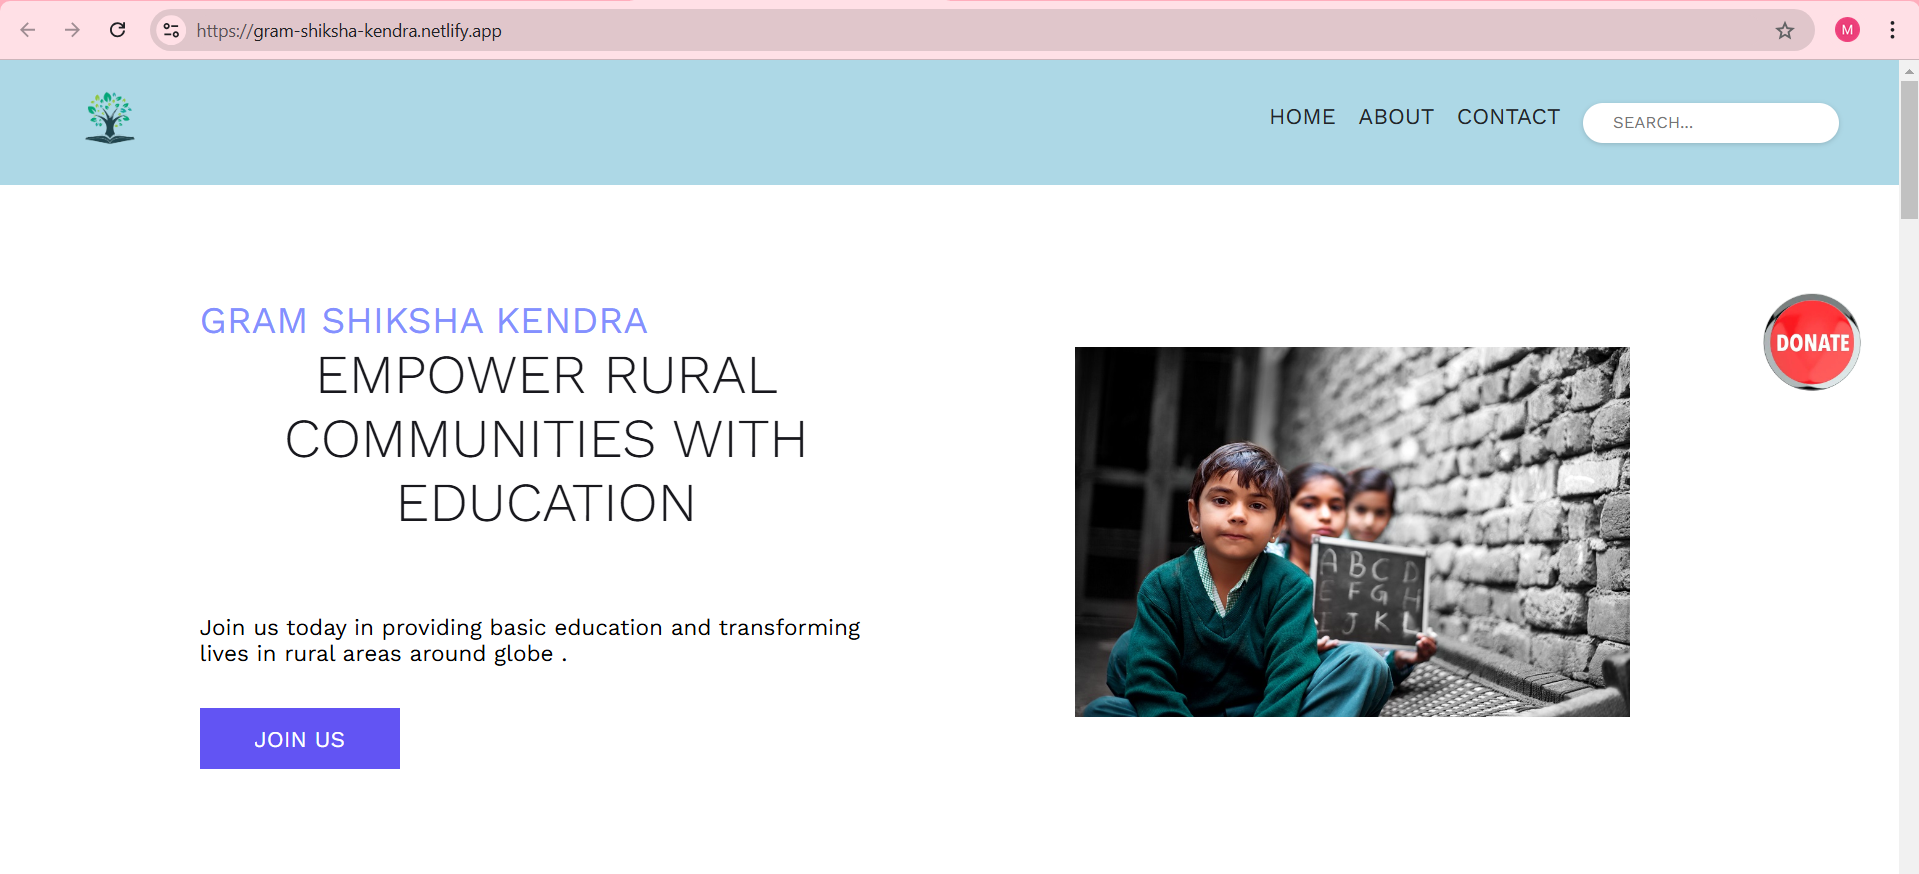 https://gram-shiksha-kendra.netlify.app
M
HOME ABOUT CONTACT SEARCH...
GRAM SHIKSHA KENDRA
EMPOWER RURAL
COMMUNITIES WITH
EDUCATION
DONATE
A B C D
E F G H
I J K L
Join us today in providing basic education and transforming
lives in rural areas around globe .
JOIN US